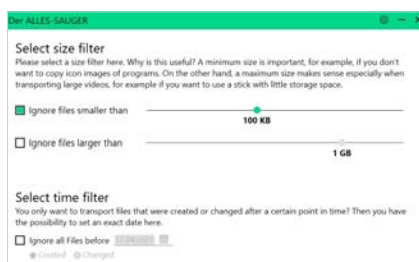 Der ALLES-SAUGER
Select size filter
Please select a size filter here. Why is this useful? A minimum size is important, for example, if you don't
want to copy icon images of programs. On the other hand, a maximum size makes sense especially when
transporting large videos, for example if you want to use a stick with little storage space.
Ignore files smaller than
100 KB
Ignore files larger than
1 GB
Select time filter
You only want to transport files that were created or changed after a certain point in time? Then you have
the possibility to set an exact date here.
Ignore all Files before
Created Changed